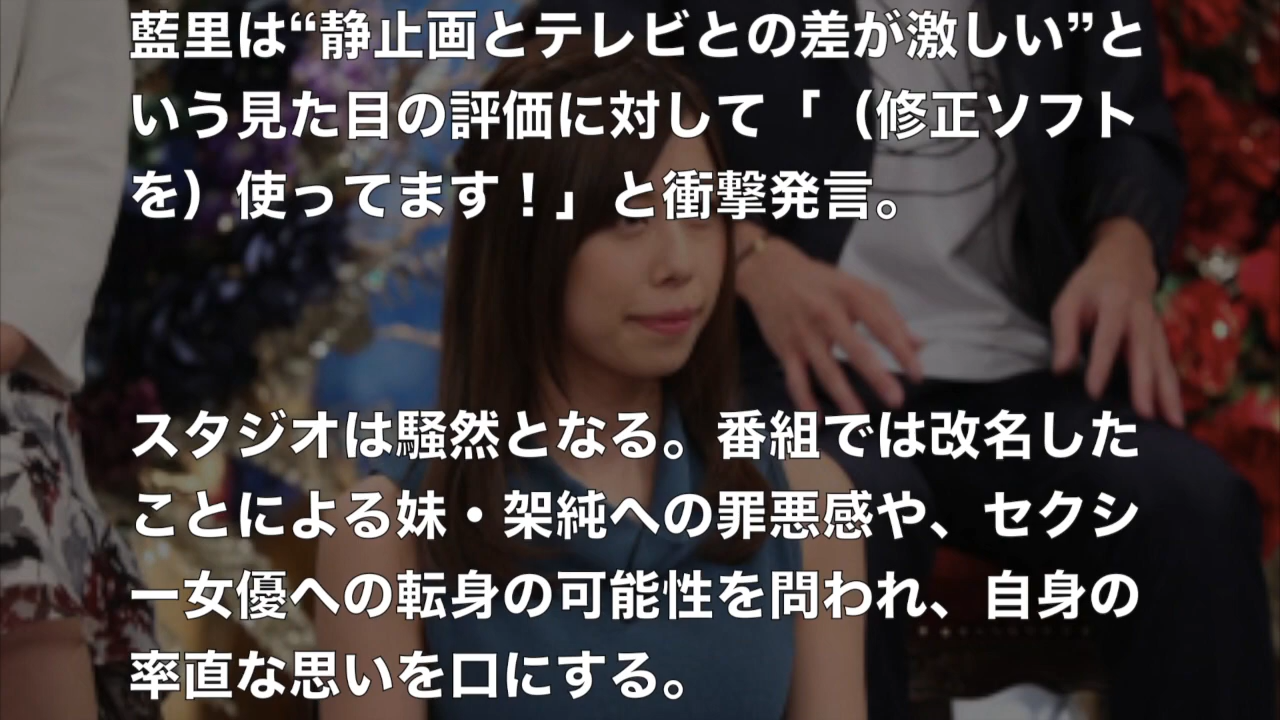 藍里は“静止画とテレビとの差が激しい”と
いう見た目の評価に対して「（修正ソフト
を）使ってます！」と衝撃発言。
スタジオは騒然となる。番組では改名した
ことによる妹・架純への罪悪感や、セクシ
ー女優への転身の可能性を問われ、自身の
率直な思いを口にする。